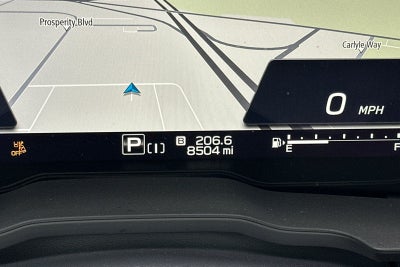 Prosperity Blvd
Carlyle Way
0 MPH
OFF
P
B 206.6
8504 mi
E F